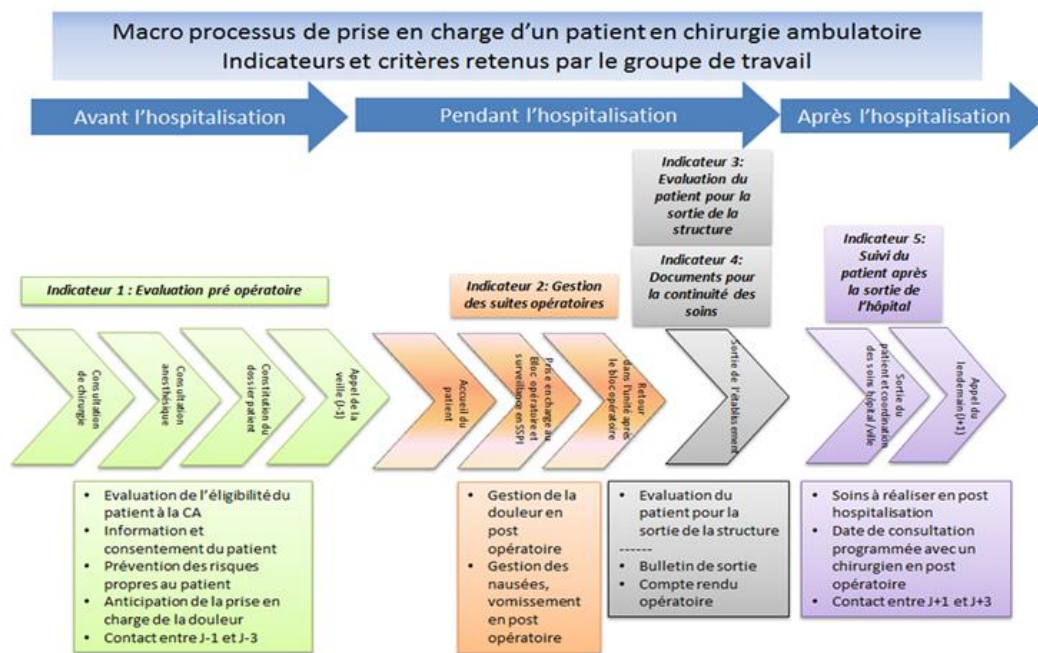 Macro processus de prise en charge d'un patient en chirurgie ambulatoire
Indicateurs et critères retenus par le groupe de travail
Avant l'hospitalisation
Pendant l'hospitalisation
Après l'hospitalisation
Indicateur 1 : Evaluation pré opératoire
Indicateur 2: Gestion
des suites opératoires
Indicateur 3:
Evaluation du
patient pour la
sortie de la
structure
Indicateur 4:
Documents pour
la continuité des
soins
Indicateur 5:
Suivi du
patient après
la sortie de
l'hôpital
Consultation
de chirurgie
Consultation
anesthésique
Constitution du
dossier patient
Appel de la
veille (J-1)
Accueil du
patient
Prise en charge au
Bloc opératoire et
surveillance en SSPI
Retour
dans l'unité après
le bloc opératoire
Sortie de l'établissement
Sortie du
patient et coordination
des soins hôpital /ville
Appel du
lendemain (J+1)
• Evaluation de l'éligibilité du
patient à la CA
• Information et
consentement du patient
• Prévention des risques
propres au patient
• Anticipation de la prise en
charge de la douleur
• Contact entre J-1 et J-3
• Gestion de la
douleur en
post
opératoire
• Gestion des
nausées,
vomissement
en post
opératoire
• Evaluation du
patient pour la
sortie de la structure
------
• Bulletin de sortie
• Compte rendu
opératoire
• Soins à réaliser en post
hospitalisation
• Date de consultation
programmée avec un
chirurgien en post
opératoire
• Contact entre J+1 et J+3